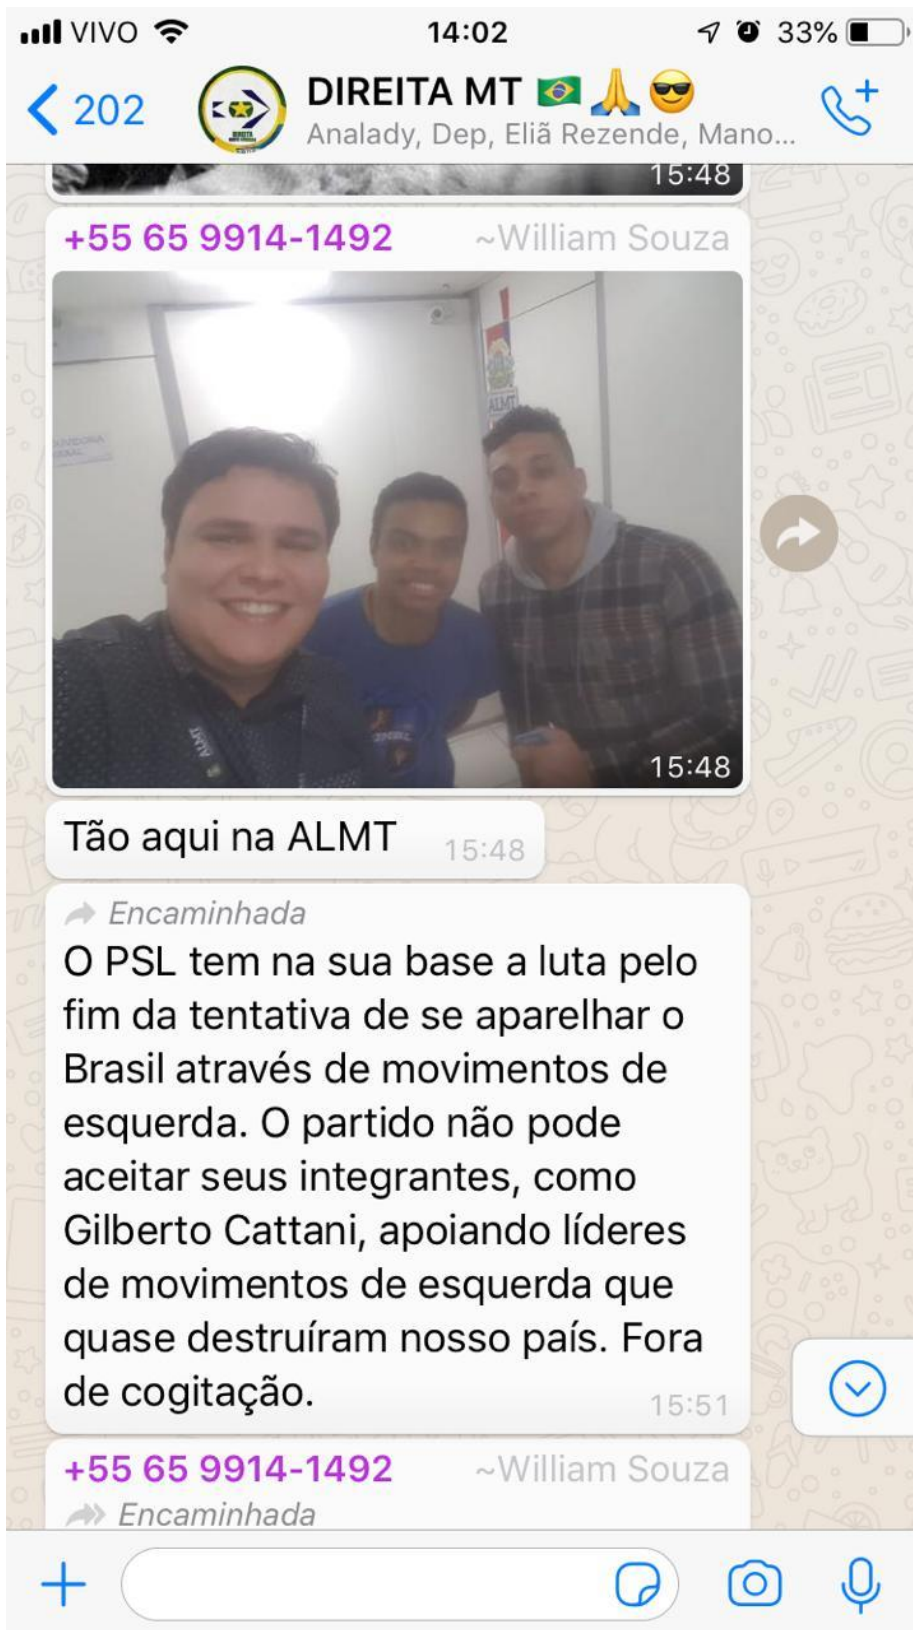 VIVO 14:02 33%
202 DIREITA MT 🇧🇷🙏😎
Analady, Dep, Eliã Rezende, Mano...
DIREITA
15:48
+55 65 9914-1492 ~William Souza
OUVIDORIA
ALMT
ALMT
15:48
Tão aqui na ALMT 15:48
Encaminhada
O PSL tem na sua base a luta pelo
fim da tentativa de se aparelhar o
Brasil através de movimentos de
esquerda. O partido não pode
aceitar seus integrantes, como
Gilberto Cattani, apoiando líderes
de movimentos de esquerda que
quase destruíram nosso país. Fora
de cogitação. 15:51
+55 65 9914-1492 ~William Souza
Encaminhada